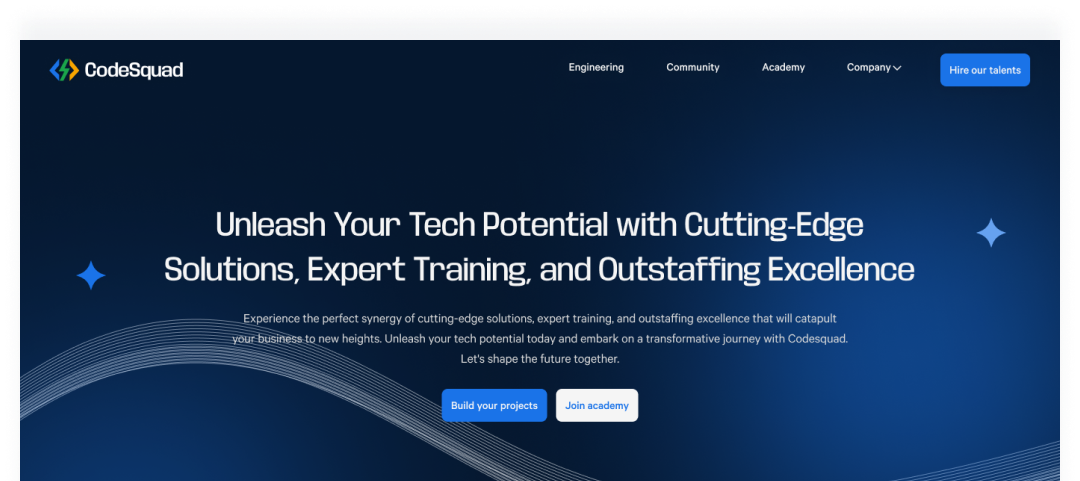 CodeSquad
Engineering
Community
Academy
Company
Hire our talents
Unleash Your Tech Potential with Cutting-Edge
Solutions, Expert Training, and Outstaffing Excellence
Experience the perfect synergy of cutting-edge solutions, expert training, and outstaffing excellence that will catapult
your business to new heights. Unleash your tech potential today and embark on a transformative journey with Codesquad.
Let's shape the future together.
Build your projects
Join academy